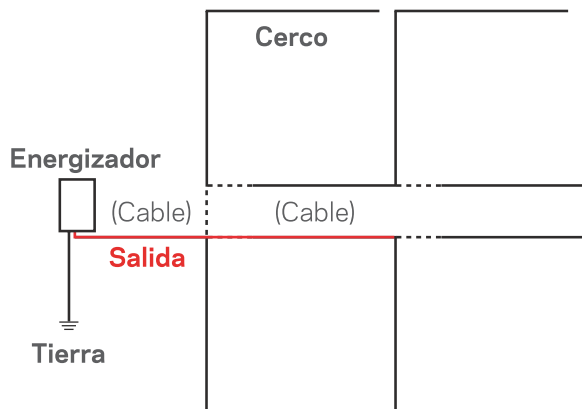 Cerco
Energizador
(Cable)
(Cable)
Salida
Tierra